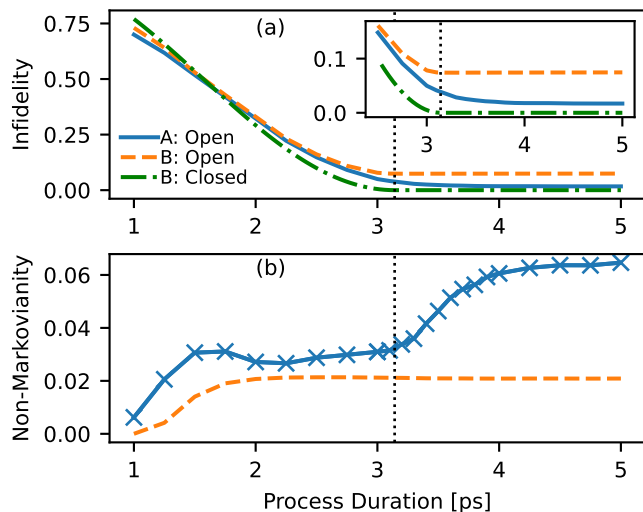 (a)
0.75
0.50
0.25
0.00
Infidelity
A: Open
B: Open
B: Closed
0.1
0.0
3
4
5
1
2
3
4
5
(b)
0.06
0.04
0.02
0.00
Non-Markovianity
1
2
3
4
5
Process Duration [ps]